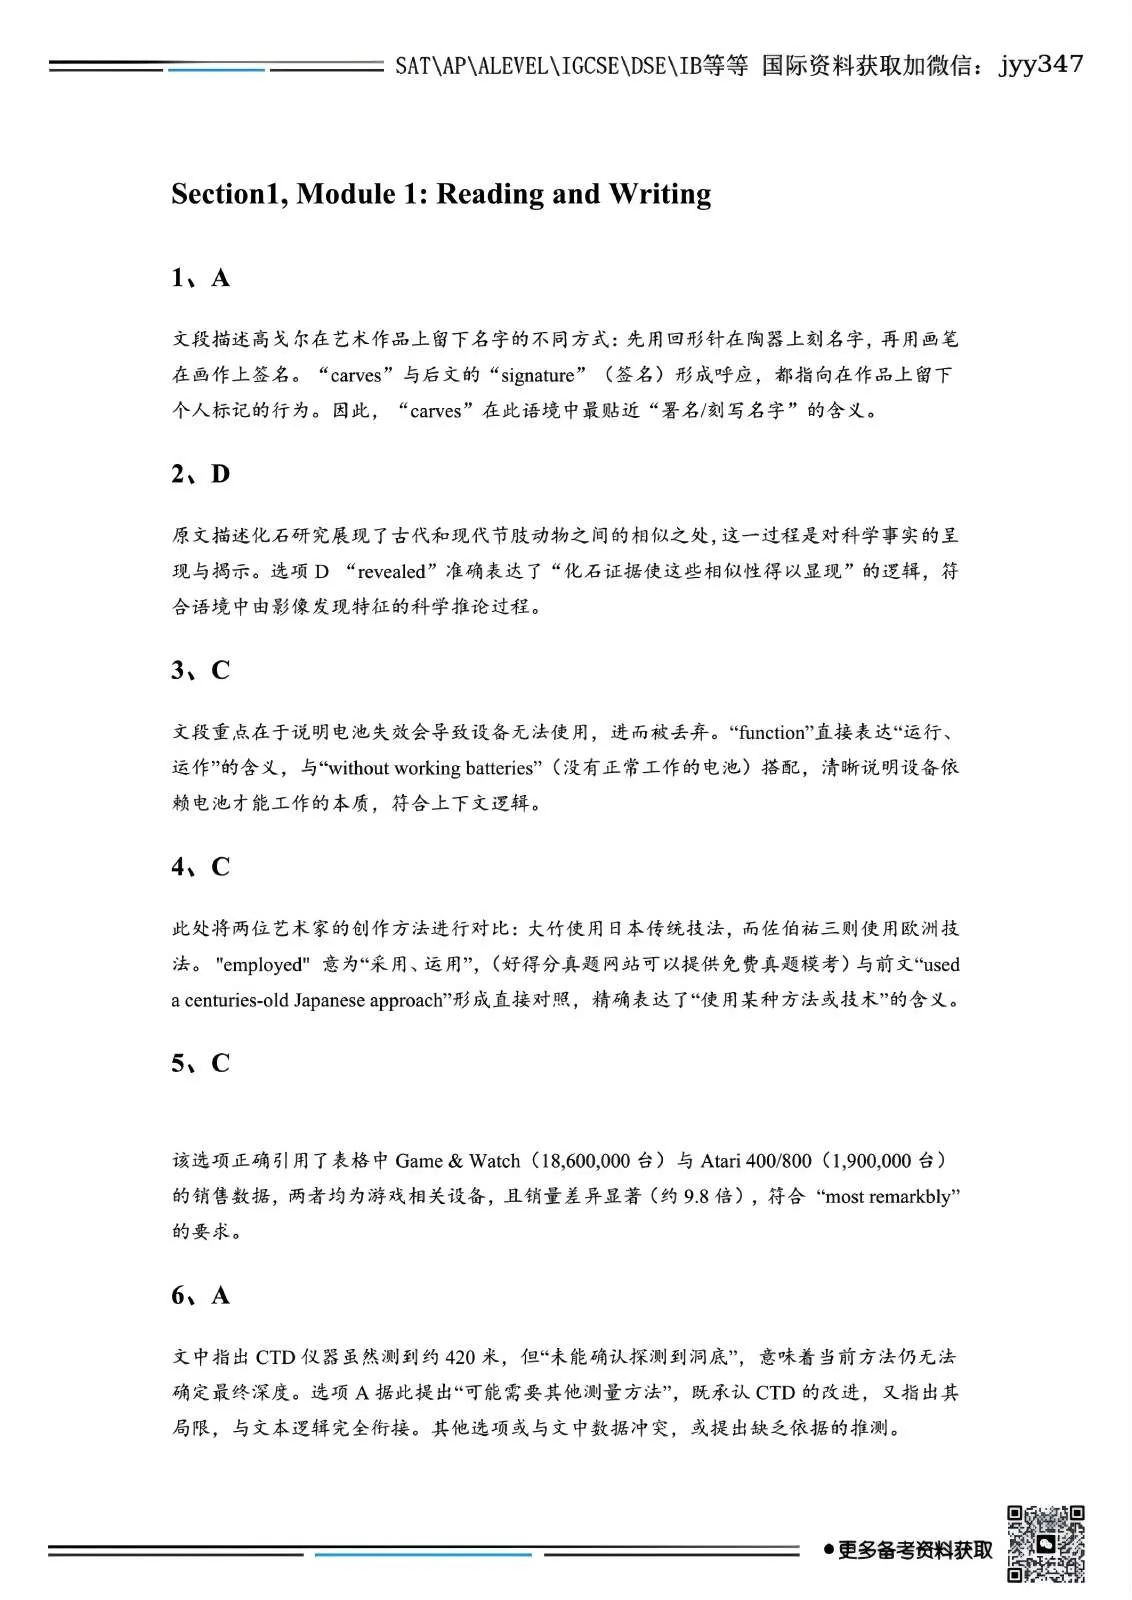 SAT\AP\ALEVEL\IGCSE\DSE\IB等等 国际资料获取加微信：jyy347
Section1, Module 1: Reading and Writing
1、A
文段描述高戈尔在艺术作品上留下名字的不同方式：先用回形针在陶器上刻名字，再用画笔
在画作上签名。“carves”与后文的“signature”（签名）形成呼应，都指向在作品上留下
个人标记的行为。因此，“carves”在此语境中最贴近“署名/刻写名字”的含义。
2、D
原文描述化石研究展现了古代和现代节肢动物之间的相似之处，这一过程是对科学事实的呈
现与揭示。选项 D “revealed”准确表达了“化石证据使这些相似性得以显现”的逻辑，符
合语境中由影像发现特征的科学推论过程。
3、C
文段重点在于说明电池失效会导致设备无法使用，进而被丢弃。“function”直接表达“运行、
运作”的含义，与“without working batteries”（没有正常工作的电池）搭配，清晰说明设备依
赖电池才能工作的本质，符合上下文逻辑。
4、C
此处将两位艺术家的创作方法进行对比：大竹使用日本传统技法，而佐伯祐三则使用欧洲技
法。 "employed" 意为“采用、运用”，（好得分真题网站可以提供免费真题模考）与前文“used
a centuries-old Japanese approach”形成直接对照，精确表达了“使用某种方法或技术”的含义。
5、C
该选项正确引用了表格中 Game & Watch（18,600,000 台）与 Atari 400/800（1,900,000 台）
的销售数据，两者均为游戏相关设备，且销量差异显著（约 9.8 倍），符合 “most remarkbly”
的要求。
6、A
文中指出 CTD 仪器虽然测到约 420 米，但“未能确认探测到洞底”，意味着当前方法仍无法
确定最终深度。选项 A 据此提出“可能需要其他测量方法”，既承认 CTD 的改进，又指出其
局限，与文本逻辑完全衔接。其他选项或与文中数据冲突，或提出缺乏依据的推测。
●更多备考资料获取